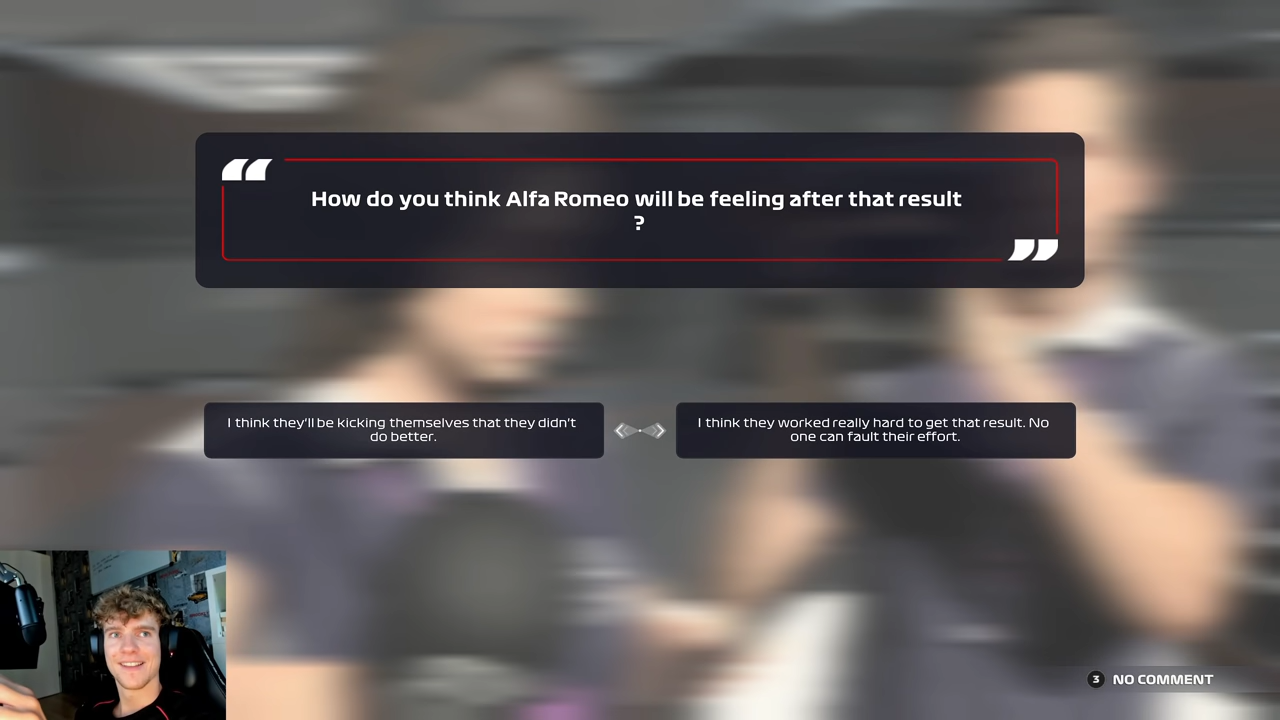 How do you think Alfa Romeo will be feeling after that result
?
I think they'll be kicking themselves that they didn't
do better.
I think they worked really hard to get that result. No
one can fault their effort.
3 NO COMMENT